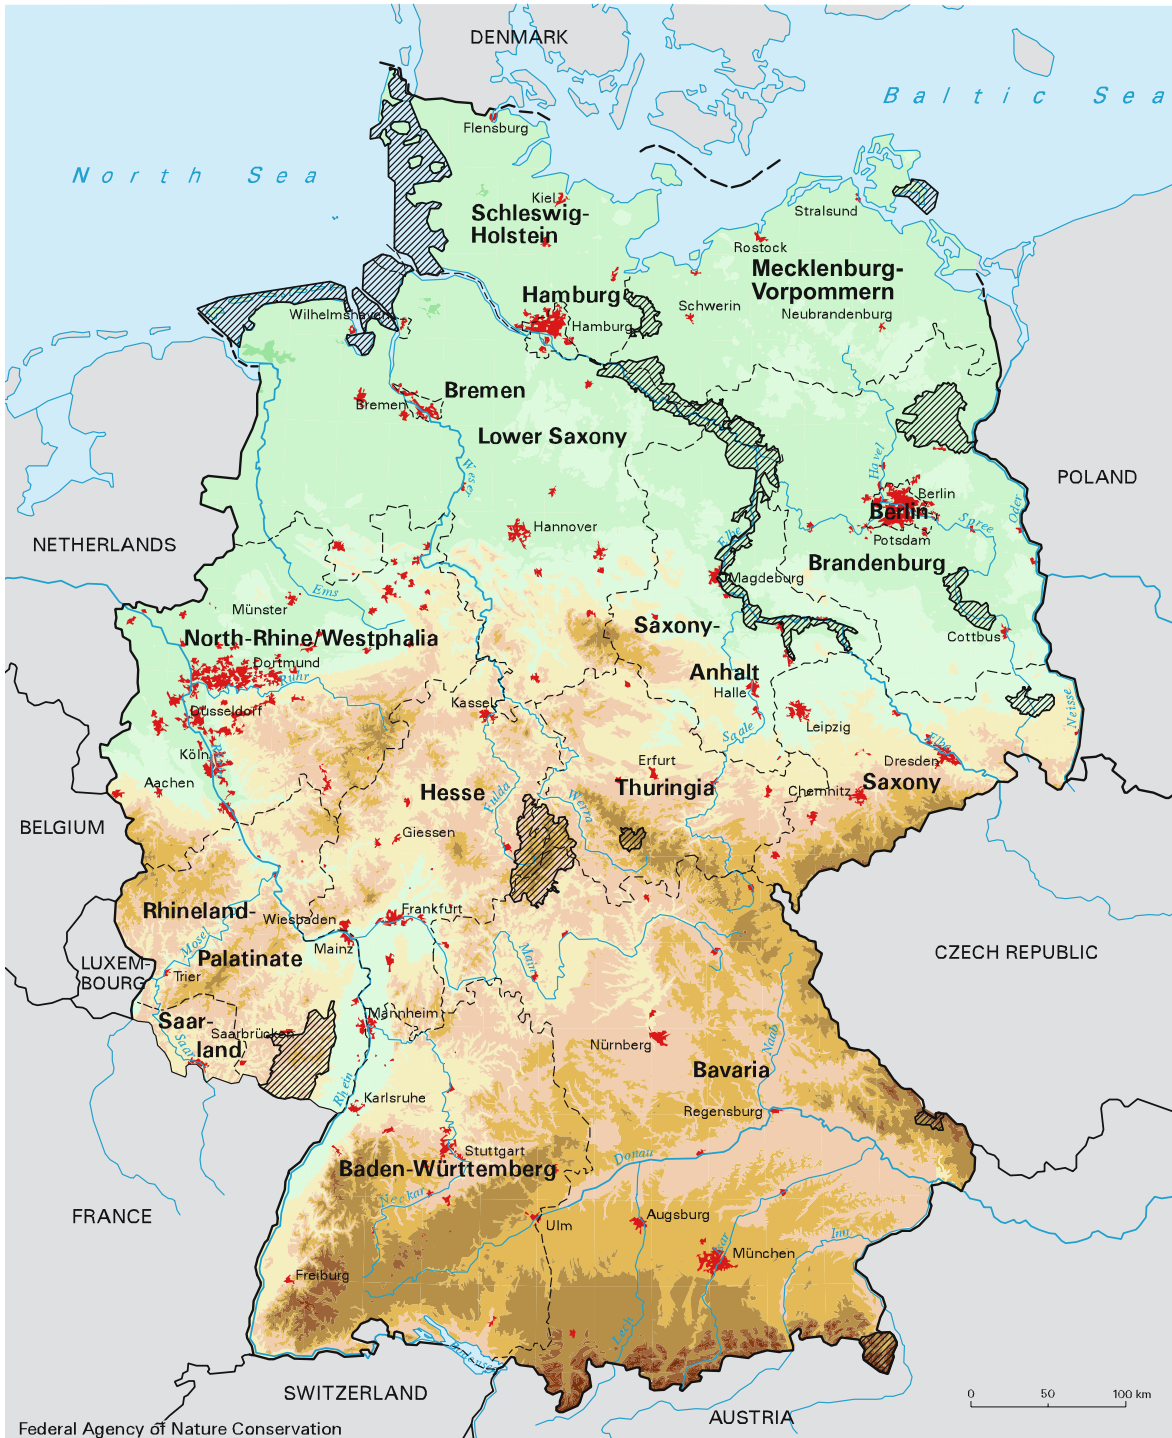 DENMARK
Baltic Sea
Flensburg
North Sea
Kiel
Stralsund
Schleswig-
Holstein
Rostock
Mecklenburg-
Vorpommern
Hamburg
Schwerin
Neubrandenburg
Wilhelmshaven
Hamburg
Bremen
Bremen
Lower Saxony
Weser
Havel
POLAND
Berlin
Berlin
Oder
Spree
Hannover
Elbe
Potsdam
NETHERLANDS
Brandenburg
Magdeburg
Ems
Münster
North-Rhine/Westphalia
Saxony-
Anhalt
Cottbus
Dortmund
Ruhr
Halle
Kassel
Düsseldorf
Neisse
Leipzig
Saale
Elbe
Köln
Rhein
Erfurt
Dresden
Aachen
Hesse
Thuringia
Saxony
Chemnitz
Fulda
Werra
BELGIUM
Giessen
Rhineland-
Palatinate
Wiesbaden
Frankfurt
Mainz
Mosel
Main
CZECH REPUBLIC
LUXEM-
BOURG
Trier
Saar-
land
Saarbrücken
Mannheim
Saar
Nürnberg
Naab
Bavaria
Rhein
Karlsruhe
Regensburg
Stuttgart
Donau
Baden-Württemberg
Neckar
FRANCE
Ulm
Augsburg
Isar
München
Inn
Freiburg
Lech
Bodensee
SWITZERLAND
AUSTRIA
0 50 100 km
Federal Agency of Nature Conservation